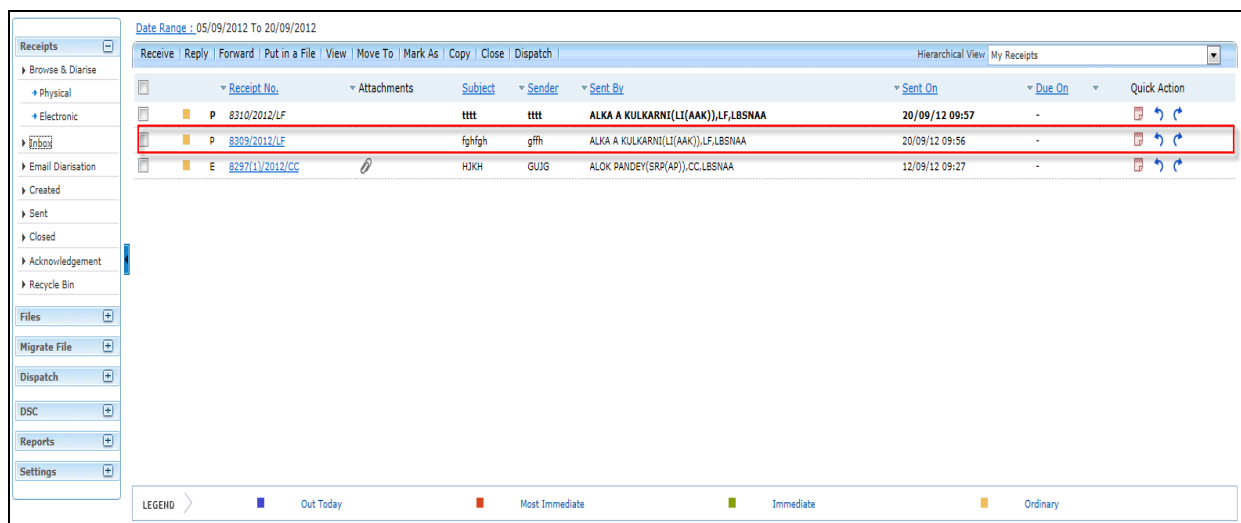 Date Range : 05/09/2012 To 20/09/2012
Receipts
Browse & Diarise
Physical
Electronic
Inbox
Email Diarisation
Created
Sent
Closed
Acknowledgement
Recycle Bin
Files
Migrate File
Dispatch
DSC
Reports
Settings
Receive | Reply | Forward | Put in a File | View | Move To | Mark As | Copy | Close | Dispatch | Hierarchical View My Receipts
Receipt No. Attachments Subject Sender Sent By Sent On Due On Quick Action
P 8310/2012/LF tttt tttt ALKA A KULKARNI(LI(AAK)),LF,LBSNAA 20/09/12 09:57 -
P 8309/2012/LF fghfgh gffh ALKA A KULKARNI(LI(AAK)),LF,LBSNAA 20/09/12 09:56 -
E 8297(1)/2012/CC HJKH GUJG ALOK PANDEY(SRP(AP)),CC,LBSNAA 12/09/12 09:27 -
LEGEND Out Today Most Immediate Immediate Ordinary